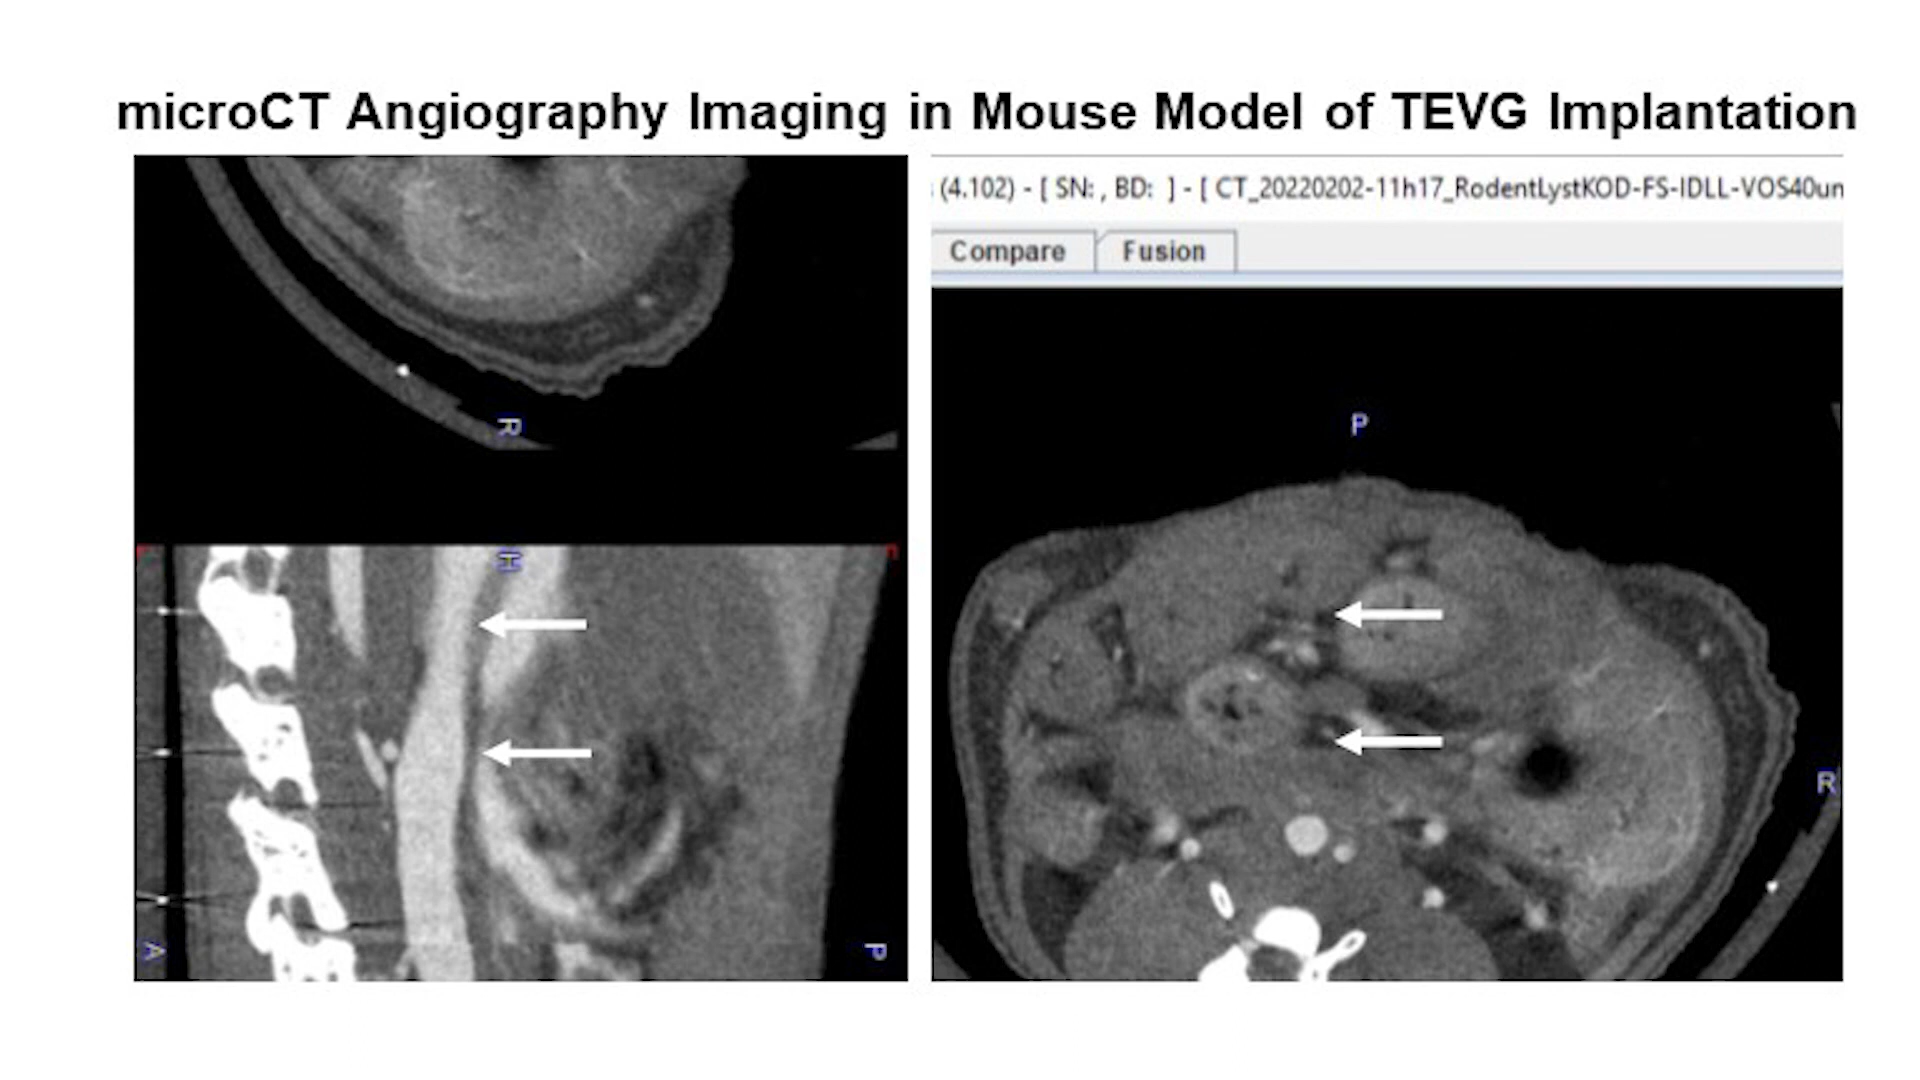 microCT Angiography Imaging in Mouse Model of TEVG Implantation
(4.102) - [ SN: , BD: ] - [ CT_20220202-11h17_RodentLystKOD-FS-IDLL-VOS40un
Compare
Fusion
R
H
A
P
P
R